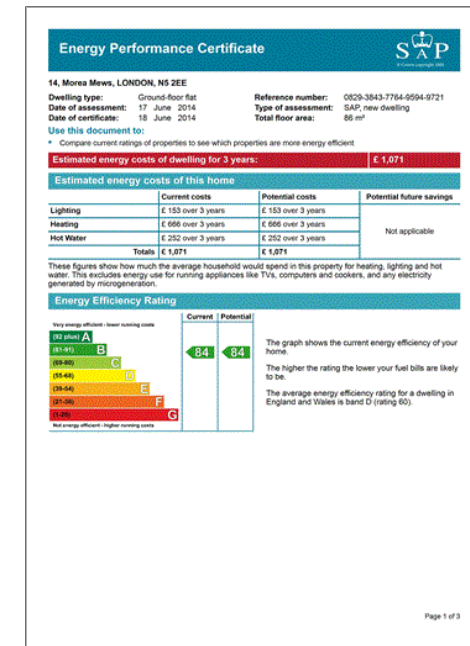 Energy Performance Certificate
SAP
© Crown copyright 2009
14, Morea Mews, LONDON, N5 2EE
Dwelling type: Ground-floor flat Reference number: 0829-3843-7764-9594-9721
Date of assessment: 17 June 2014 Type of assessment: SAP, new dwelling
Date of certificate: 18 June 2014 Total floor area: 86 m²
Use this document to:
• Compare current ratings of properties to see which properties are more energy efficient
Estimated energy costs of dwelling for 3 years: £ 1,071
Estimated energy costs of this home
Current costs Potential costs Potential future savings
Lighting £ 153 over 3 years £ 153 over 3 years
Heating £ 666 over 3 years £ 666 over 3 years
Not applicable
Hot Water £ 252 over 3 years £ 252 over 3 years
Totals £ 1,071 £ 1,071
These figures show how much the average household would spend in this property for heating, lighting and hot
water. This excludes energy use for running appliances like TVs, computers and cookers, and any electricity
generated by microgeneration.
Energy Efficiency Rating
Current Potential
Very energy efficient - lower running costs
(92 plus) A
(81-91) B
(69-80) C
(55-68) D
(39-54) E
(21-38) F
(1-20) G
Not energy efficient - higher running costs
84 84
The graph shows the current energy efficiency of your
home.
The higher the rating the lower your fuel bills are likely
to be.
The average energy efficiency rating for a dwelling in
England and Wales is band D (rating 60).
Page 1 of 3